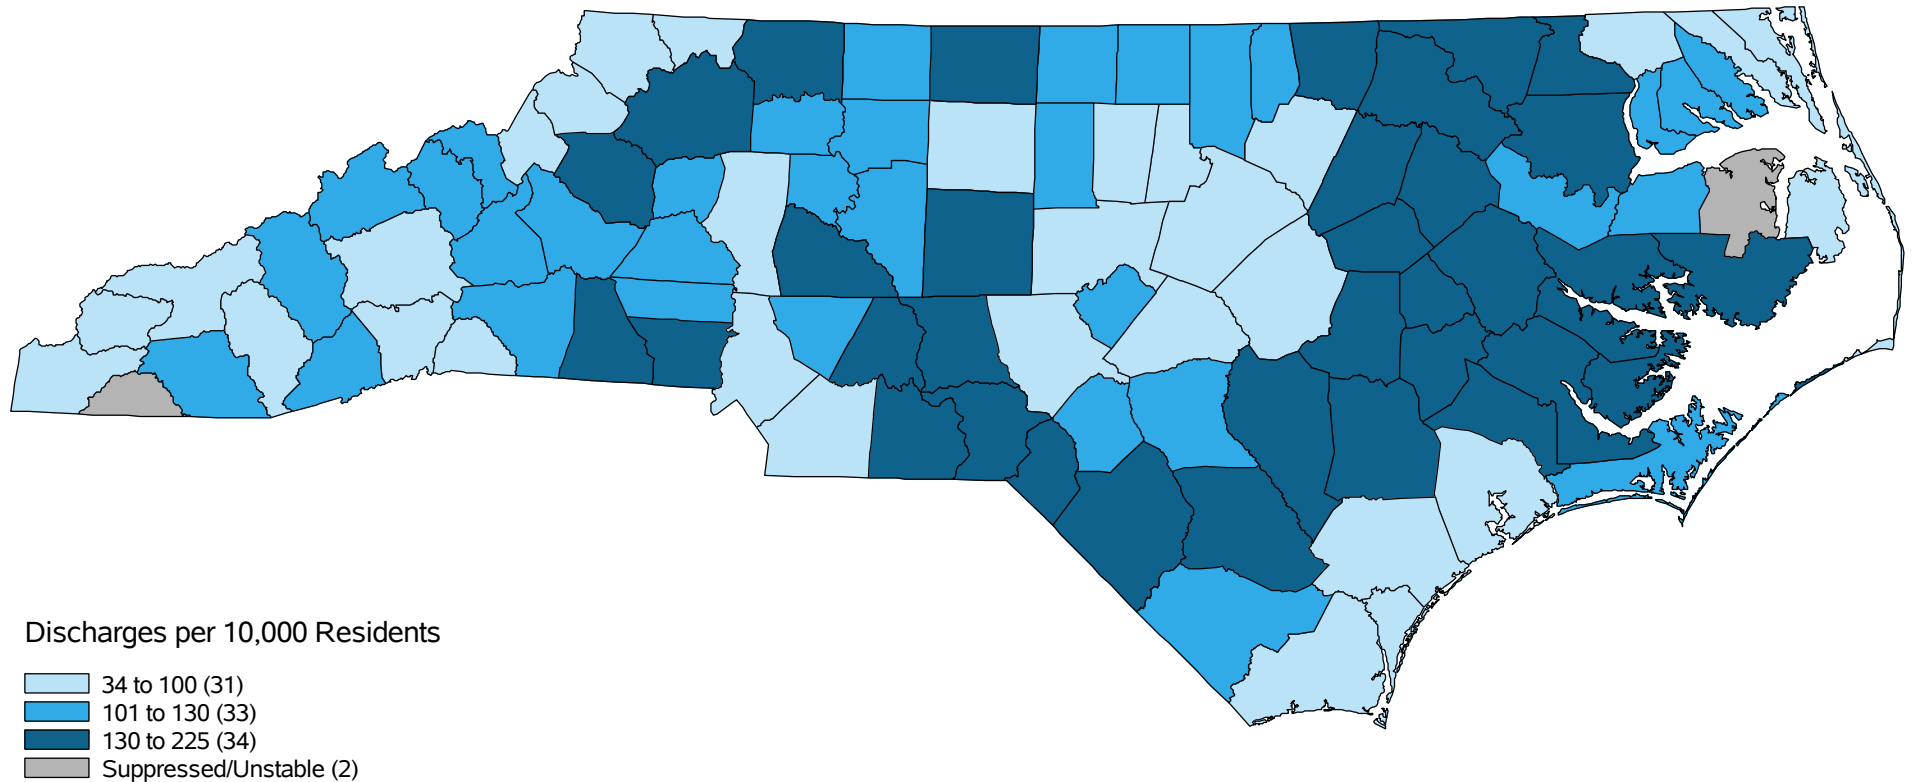 Discharges per 10,000 Residents
34 to 100 (31)
101 to 130 (33)
130 to 225 (34)
Suppressed/Unstable (2)